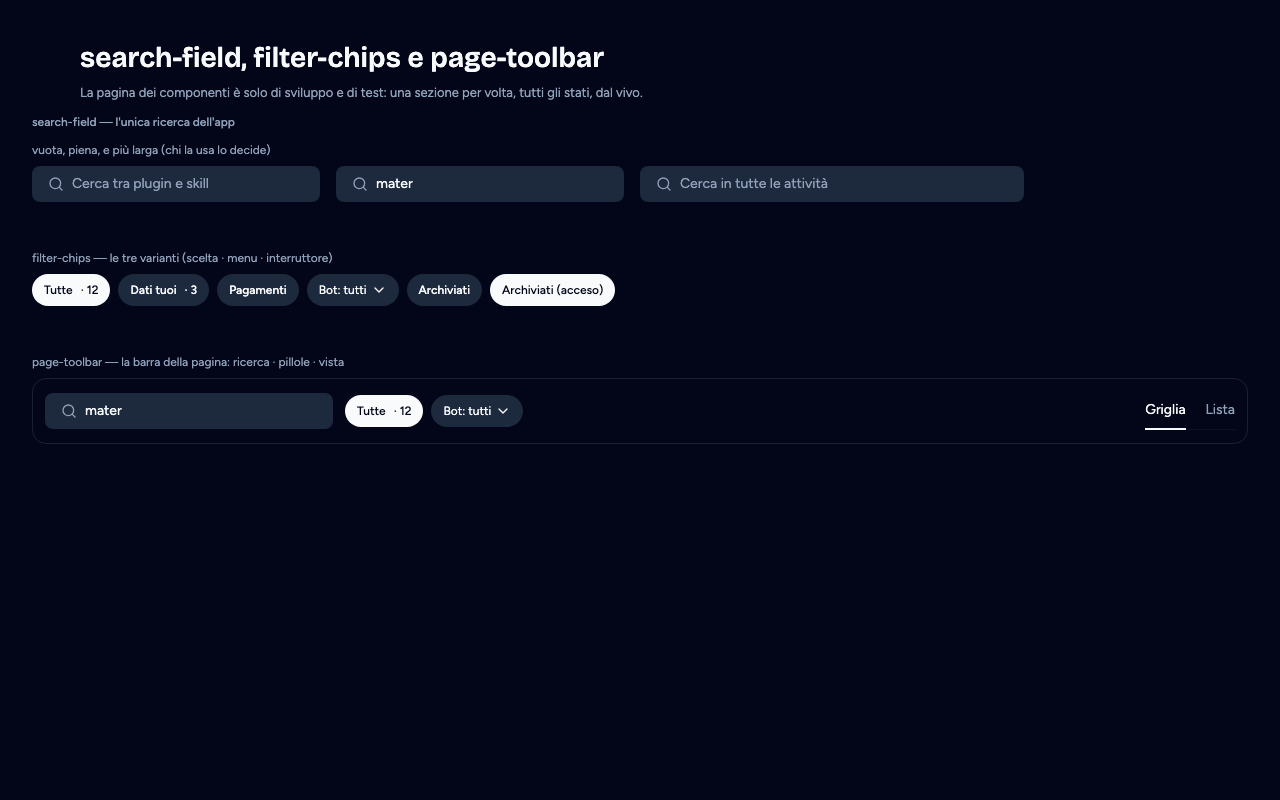 search-field, filter-chips e page-toolbar
La pagina dei componenti è solo di sviluppo e di test: una sezione per volta, tutti gli stati, dal vivo.
search-field — l'unica ricerca dell'app
vuota, piena, e più larga (chi la usa lo decide)
Cerca tra plugin e skill
mater
Cerca in tutte le attività
filter-chips — le tre varianti (scelta · menu · interruttore)
Tutte · 12
Dati tuoi · 3
Pagamenti
Bot: tutti
Archiviati
Archiviati (acceso)
page-toolbar — la barra della pagina: ricerca · pillole · vista
mater
Tutte · 12
Bot: tutti
Griglia
Lista